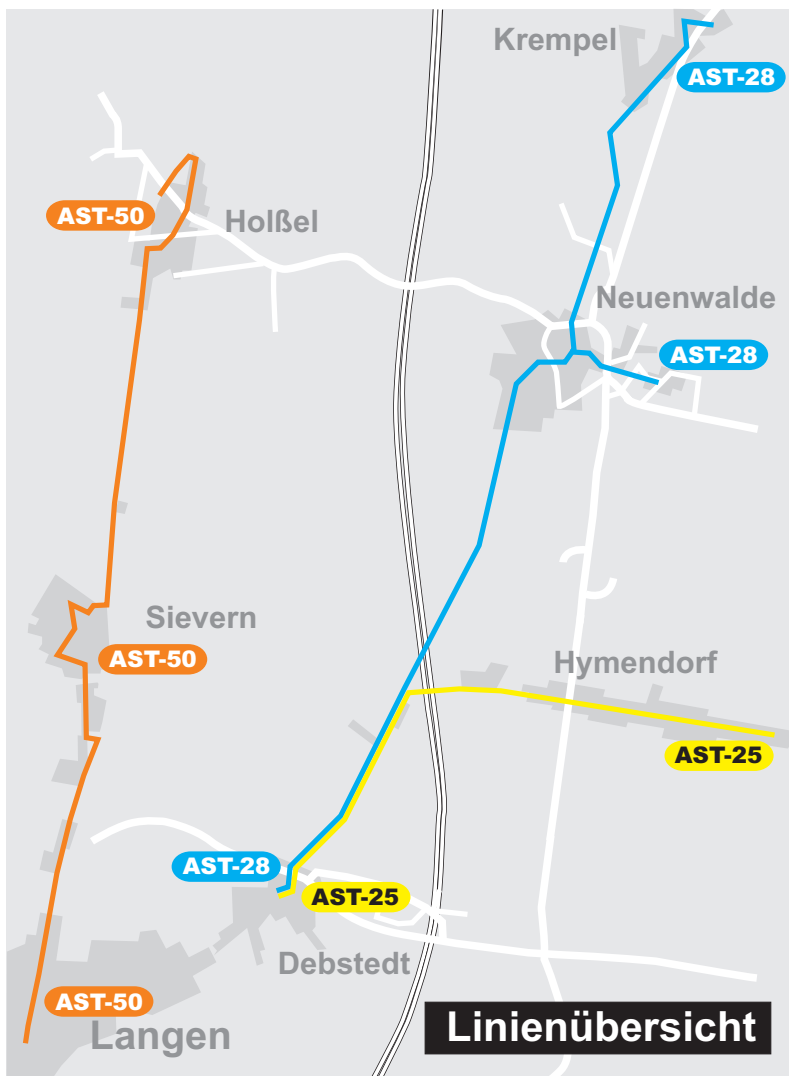 Krempel
AST-28
AST-50
Holßel
Neuenwalde
AST-28
Sievern
AST-50
Hymendorf
AST-25
AST-28
AST-25
Debstedt
AST-50
Langen
Linienübersicht